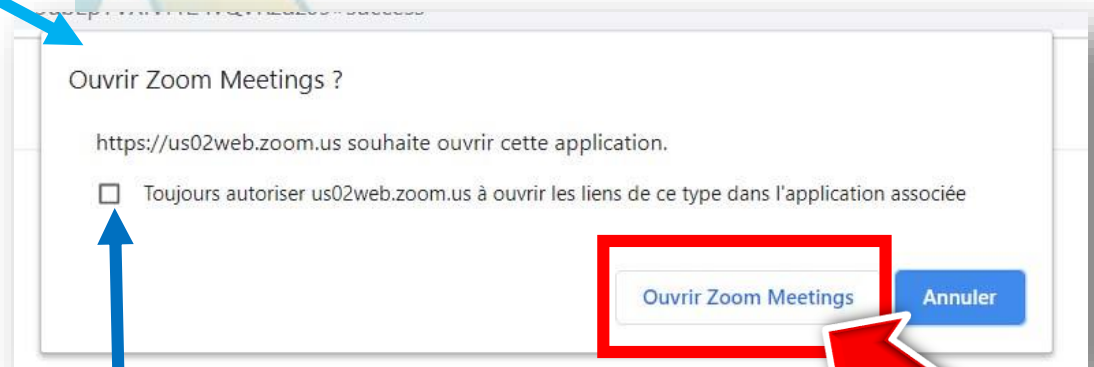 Ouvrir Zoom Meetings ?
https://us02web.zoom.us souhaite ouvrir cette application.
Toujours autoriser us02web.zoom.us à ouvrir les liens de ce type dans l'application associée
Ouvrir Zoom Meetings
Annuler